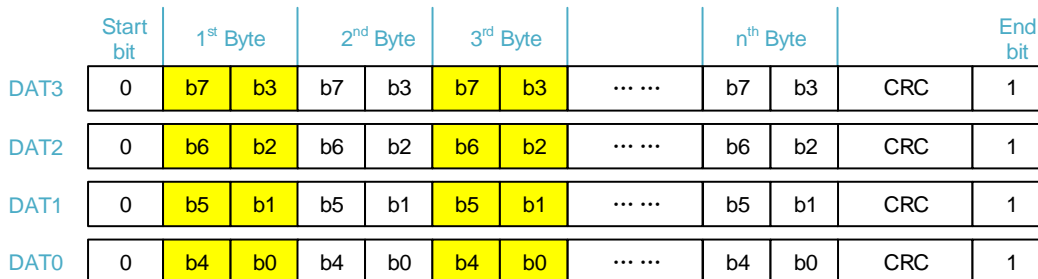 Start bit 1st Byte 2nd Byte 3rd Byte nth Byte End bit
DAT3 0 b7 b3 b7 b3 b7 b3 ... ... b7 b3 CRC 1
DAT2 0 b6 b2 b6 b2 b6 b2 ... ... b6 b2 CRC 1
DAT1 0 b5 b1 b5 b1 b5 b1 ... ... b5 b1 CRC 1
DAT0 0 b4 b0 b4 b0 b4 b0 ... ... b4 b0 CRC 1